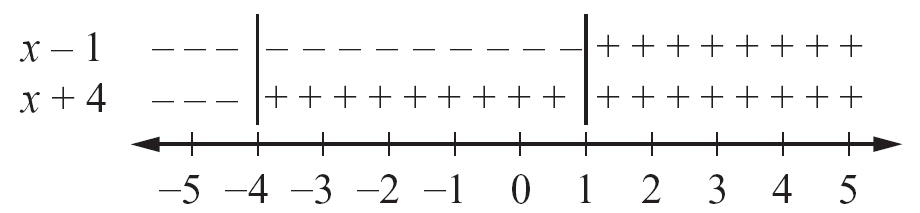 x – 1 – – – – – – – – – – – – + + + + + + + +
x + 4 – – – + + + + + + + + + + + + + + + + +
–5 –4 –3 –2 –1 0 1 2 3 4 5